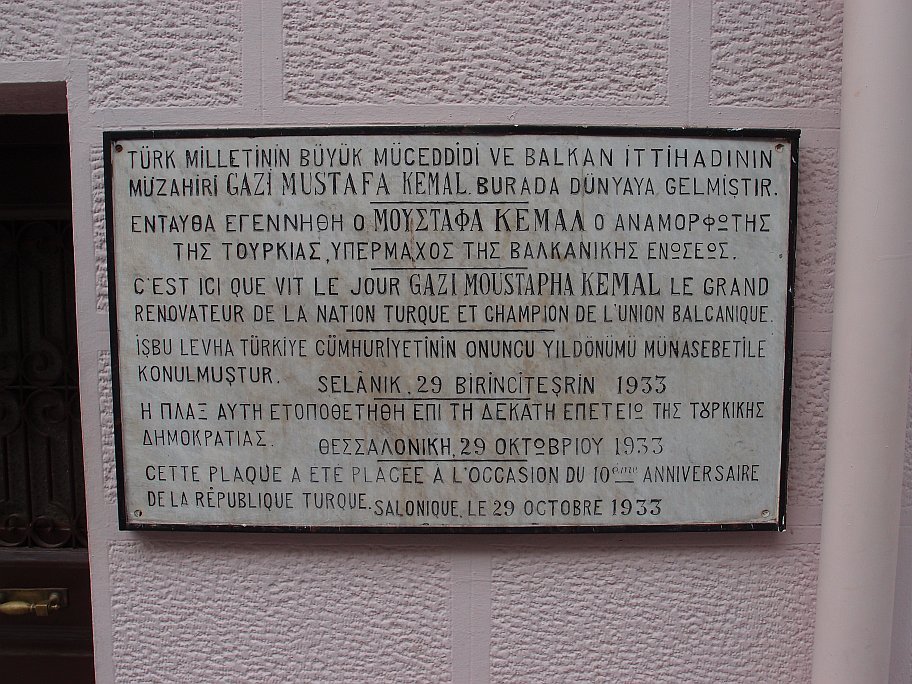 TÜRK MİLLETİNİN BÜYÜK MÜCEDDİDİ VE BALKAN İTTİHADININ
MÜZAHİRİ GAZİ MUSTAFA KEMAL BURADA DÜNYAYA GELMİŞTİR.
ΕΝΤΑΥΘΑ ΕΓΕΝΝΗΘΗ Ο ΜΟΥΣΤΑΦΑ ΚΕΜΑΛ Ο ΑΝΑΜΟΡΦΩΤΗΣ
ΤΗΣ ΤΟΥΡΚΙΑΣ, ΥΠΕΡΜΑΧΟΣ ΤΗΣ ΒΑΛΚΑΝΙΚΗΣ ΕΝΩΣΕΩΣ.
C'EST ICI QUE VIT LE JOUR GAZI MOUSTAPHA KEMAL LE GRAND
RENOVATEUR DE LA NATION TURQUE ET CHAMPION DE L'UNION BALCANIQUE.
İŞBU LEVHA TÜRKİYE CÜMHURİYETİNİN ONUNCU YILDÖNÜMÜ MÜNASEBETİLE
KONULMUŞTUR. SELÂNİK, 29 BİRİNCİTEŞRİN 1933
Η ΠΛΑΞ ΑΥΤΗ ΕΤΟΠΟΘΕΤΗΘΗ ΕΠΙ ΤΗ ΔΕΚΑΤΗ ΕΠΕΤΕΙΩ ΤΗΣ ΤȢΡΚΙΚΗΣ
ΔΗΜΟΚΡΑΤΙΑΣ. ΘΕΣΣΑΛΟΝΙΚΗ, 29 ΟΚΤΩΒΡΙΟΥ 1933
CETTE PLAQUE A ETÉ PLACÉE À L'OCCASION DU 10ème ANNIVERSAIRE
DE LA RÉPUBLIQUE TURQUE. SALONIQUE, LE 29 OCTOBRE 1933